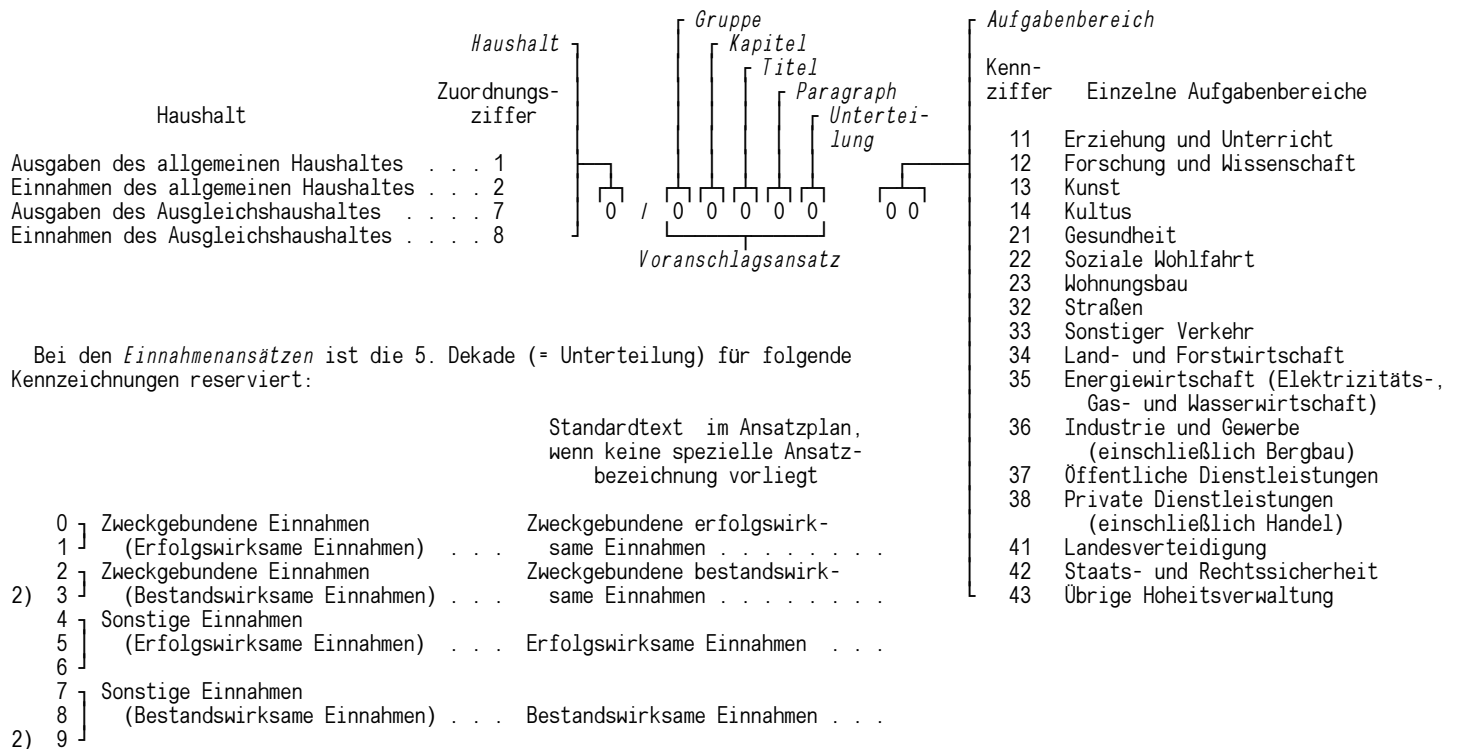 Gruppe
Haushalt
Kapitel
Titel
Zuordnungs-
Paragraph
Haushalt ziffer
Untertei-
lung
Ausgaben des allgemeinen Haushaltes . . . 1
Einnahmen des allgemeinen Haushaltes . . . 2
Ausgaben des Ausgleichshaushaltes . . . . 7
Einnahmen des Ausgleichshaushaltes . . . . 8
0 / 0 0 0 0 0 0 0
Voranschlagsansatz
Aufgabenbereich
Kenn-
ziffer Einzelne Aufgabenbereiche
11 Erziehung und Unterricht
12 Forschung und Wissenschaft
13 Kunst
14 Kultus
21 Gesundheit
22 Soziale Wohlfahrt
23 Wohnungsbau
32 Straßen
33 Sonstiger Verkehr
34 Land- und Forstwirtschaft
35 Energiewirtschaft (Elektrizitäts-,
Gas- und Wasserwirtschaft)
36 Industrie und Gewerbe
(einschließlich Bergbau)
37 Öffentliche Dienstleistungen
38 Private Dienstleistungen
(einschließlich Handel)
41 Landesverteidigung
42 Staats- und Rechtssicherheit
43 Übrige Hoheitsverwaltung
Bei den Einnahmenansätzen ist die 5. Dekade (= Unterteilung) für folgende
Kennzeichnungen reserviert:
Standardtext im Ansatzplan,
wenn keine spezielle Ansatz-
bezeichnung vorliegt
0 Zweckgebundene Einnahmen Zweckgebundene erfolgswirk-
1 (Erfolgswirksame Einnahmen) . . . same Einnahmen . . . . . . . .
2 Zweckgebundene Einnahmen Zweckgebundene bestandswirk-
2) 3 (Bestandswirksame Einnahmen) . . . same Einnahmen . . . . . . . .
4 Sonstige Einnahmen
5 (Erfolgswirksame Einnahmen) . . . Erfolgswirksame Einnahmen . . .
6
7 Sonstige Einnahmen
8 (Bestandswirksame Einnahmen) . . . Bestandswirksame Einnahmen . . .
2) 9